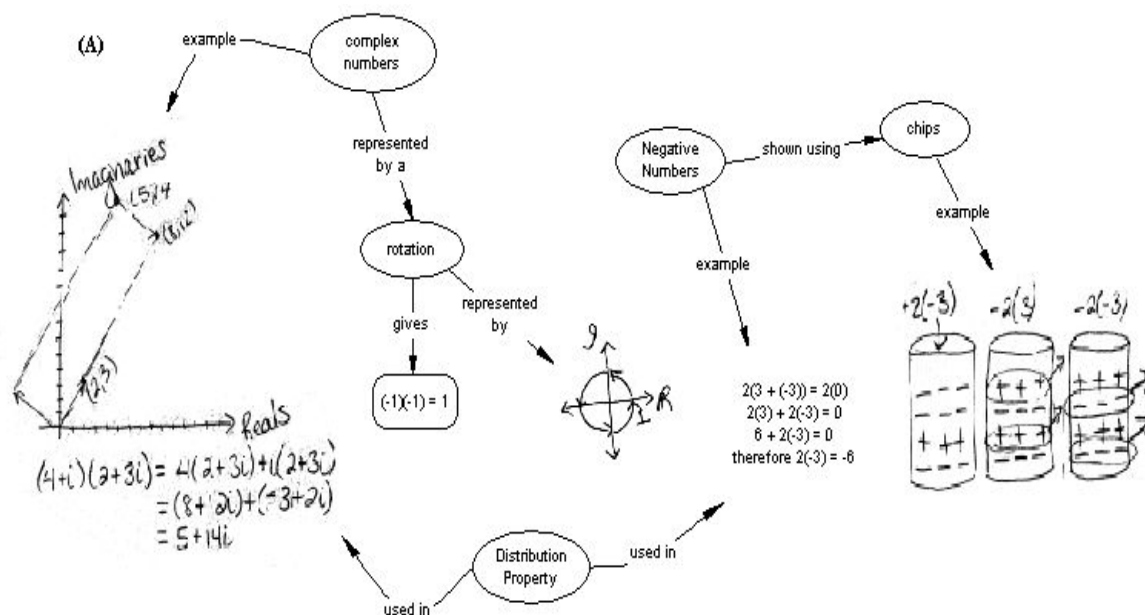 (A)
example
complex
numbers
represented
by a
rotation
gives
(-1)(-1) = 1
represented
by
R
Imaginaries
(8,12)
(2,3)
Reals
(4+i)(2+3i) = 4(2+3i)+i(2+3i)
= (8+12i)+(-3+2i)
= 5+14i
Negative
Numbers
shown using
chips
example
example
2(3 + (-3)) = 2(0)
2(3) + 2(-3) = 0
6 + 2(-3) = 0
therefore 2(-3) = -6
+2(-3)
-2(3)
-2(-3)
Distribution
Property
used in
used in